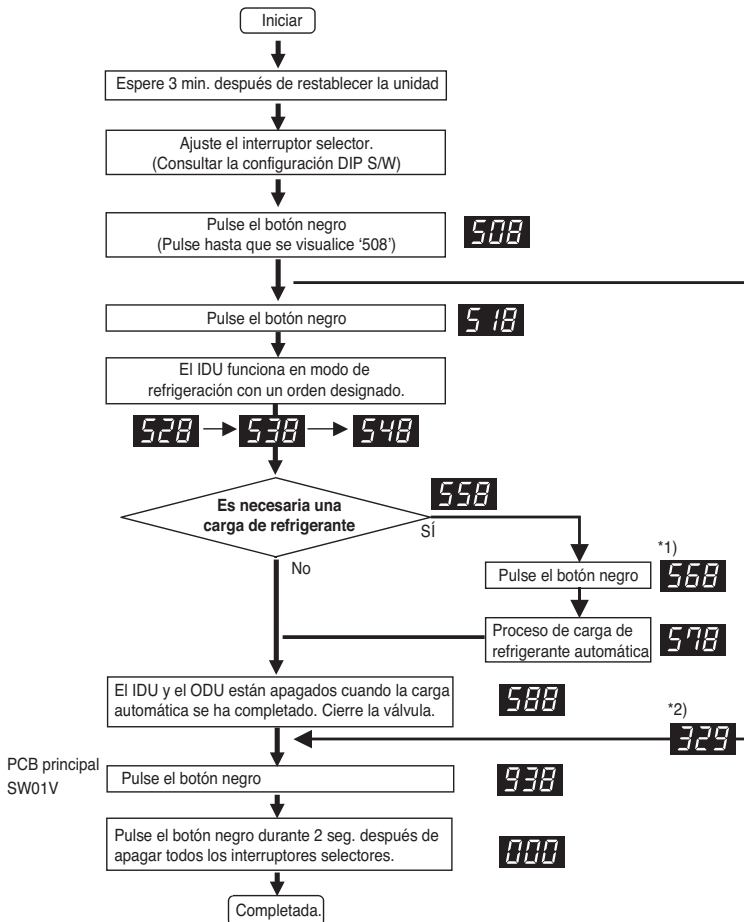 Iniciar
Espere 3 min. después de restablecer la unidad
Ajuste el interruptor selector.
(Consultar la configuración DIP S/W)
Pulse el botón negro
(Pulse hasta que se visualice ‘508’)
508
Pulse el botón negro
518
El IDU funciona en modo de
refrigeración con un orden designado.
528 538 548
558
Es necesaria una
carga de refrigerante
SÍ
No
*1)
Pulse el botón negro
568
Proceso de carga de
refrigerante automática
578
El IDU y el ODU están apagados cuando la carga
automática se ha completado. Cierre la válvula.
588
*2)
329
PCB principal
SW01V
Pulse el botón negro
938
Pulse el botón negro durante 2 seg. después de
apagar todos los interruptores selectores.
000
Completada.